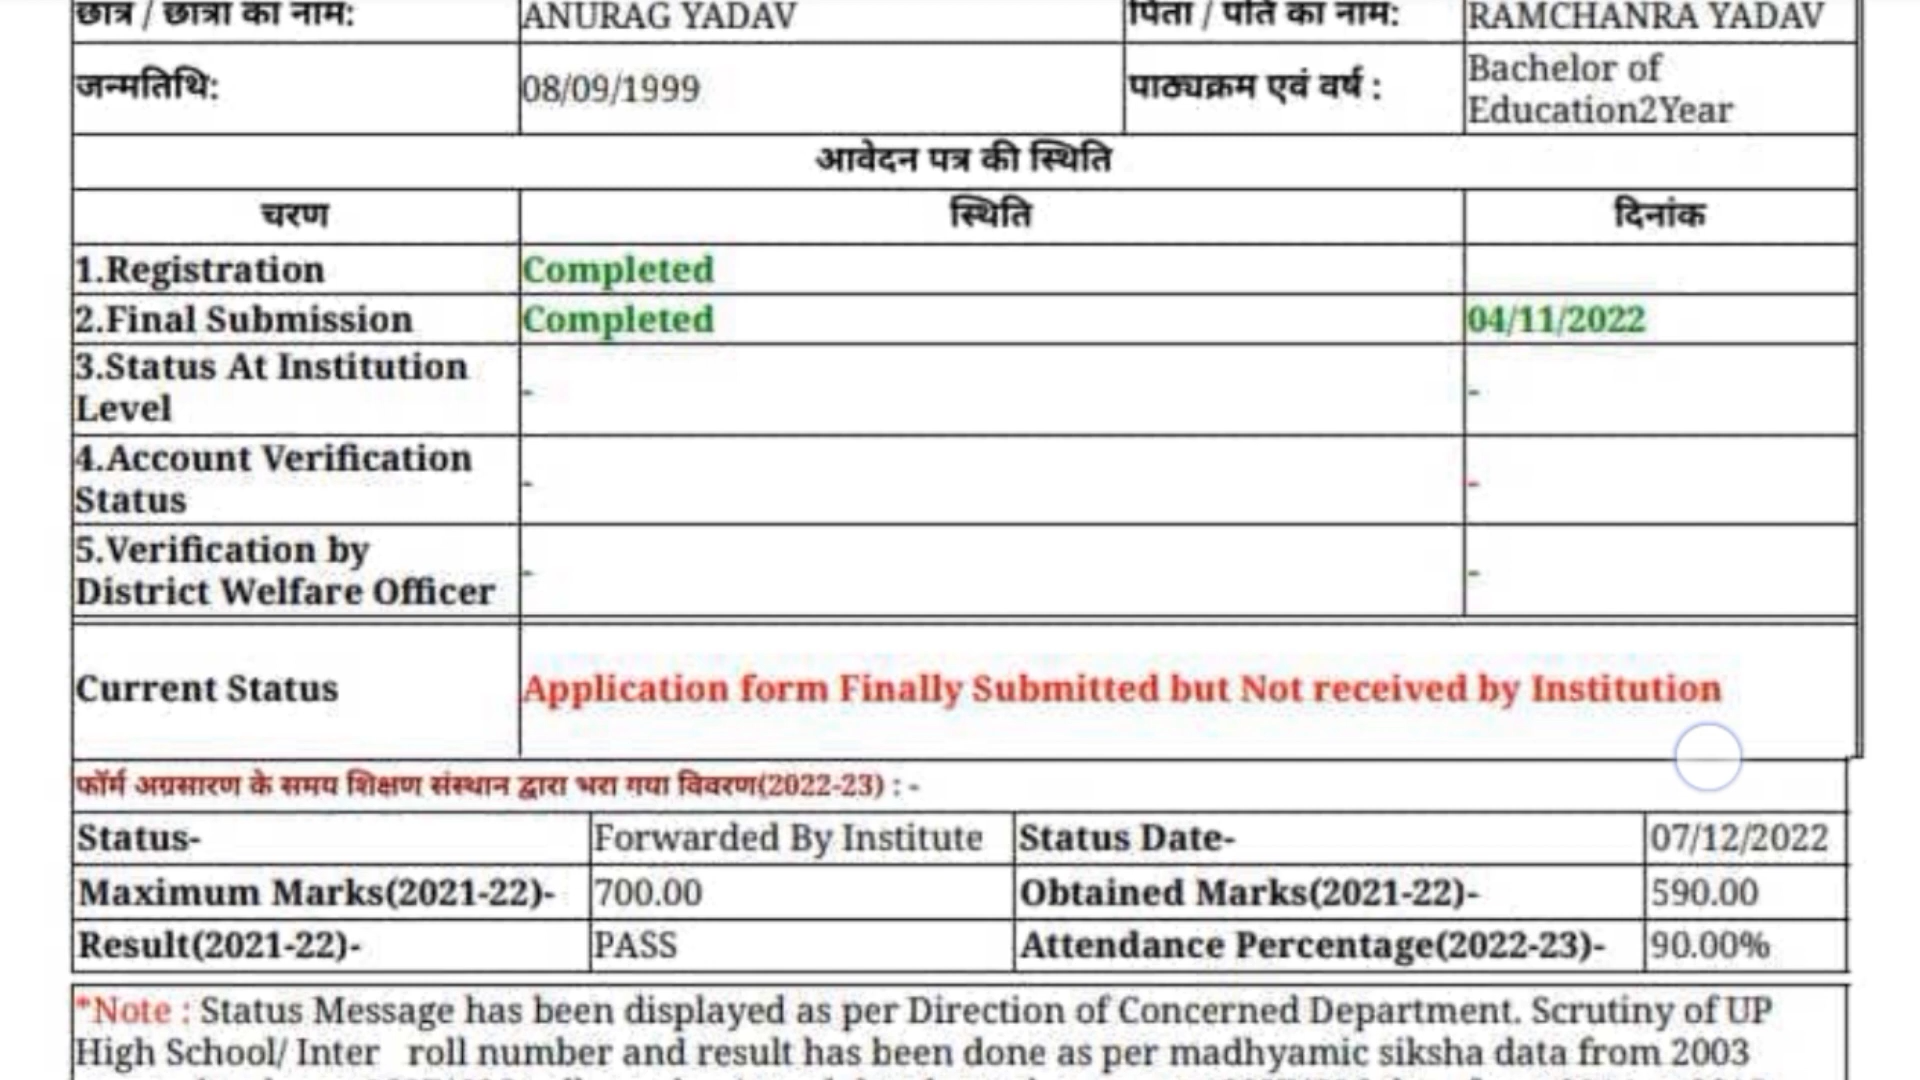 छात्र / छात्रा का नाम: ANURAG YADAV पिता / पति का नाम: RAMCHANRA YADAV
जन्मतिथि: 08/09/1999 पाठ्यक्रम एवं वर्ष : Bachelor of
Education2Year
आवेदन पत्र की स्थिति
चरण स्थिति दिनांक
1.Registration Completed
2.Final Submission Completed 04/11/2022
3.Status At Institution
Level - -
4.Account Verification
Status - -
5.Verification by
District Welfare Officer - -
Current Status Application form Finally Submitted but Not received by Institution
फॉर्म अग्रसारण के समय शिक्षण संस्थान द्वारा भरा गया विवरण(2022-23) : -
Status- Forwarded By Institute Status Date- 07/12/2022
Maximum Marks(2021-22)- 700.00 Obtained Marks(2021-22)- 590.00
Result(2021-22)- PASS Attendance Percentage(2022-23)- 90.00%
*Note : Status Message has been displayed as per Direction of Concerned Department. Scrutiny of UP
High School/ Inter roll number and result has been done as per madhyamic siksha data from 2003